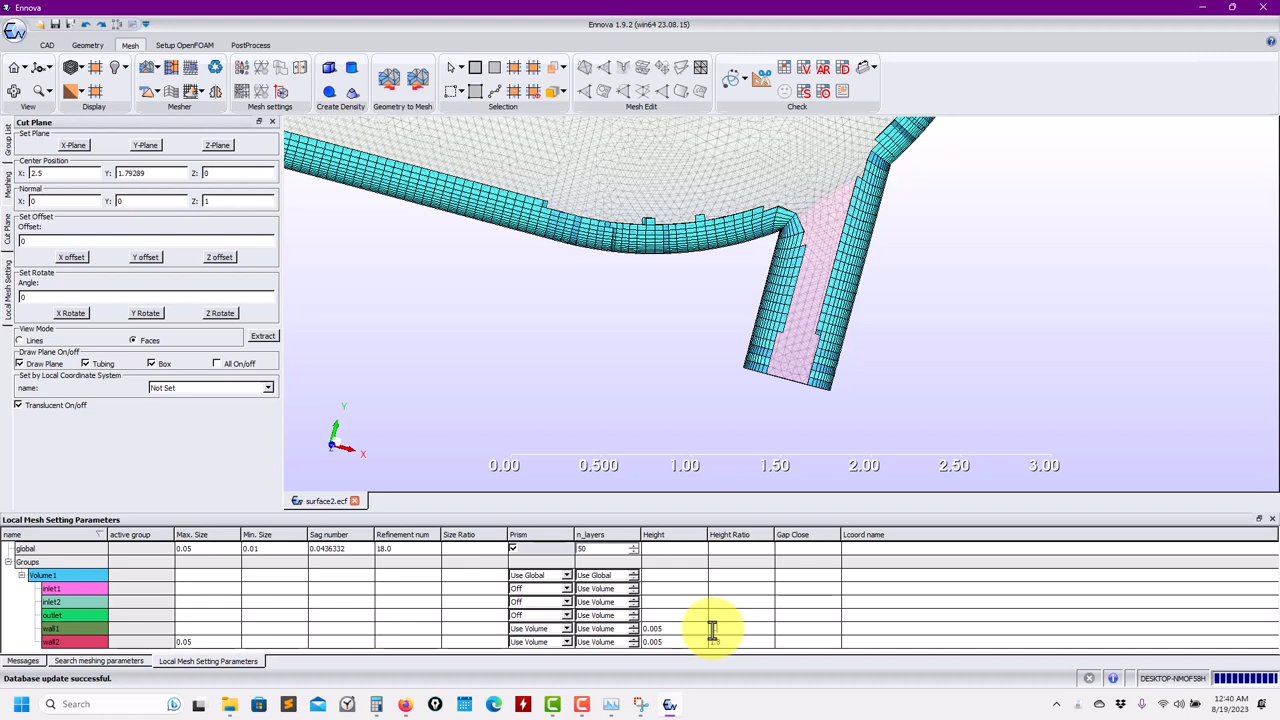 Ennova
Ennova 1.9.2 (win64 23.08.15)
CAD Geometry Mesh Setup OpenFOAM PostProcess
View Display Mesher Mesh settings Create Density Geometry to Mesh Selection Mesh Edit Check
Cut Plane
Set Plane
X-Plane Y-Plane Z-Plane
Center Position
X: 2.5 Y: 1.79289 Z: 0
Normal
X: 0 Y: 0 Z: 1
Set Offset
Offset:
0
X offset Y offset Z offset
Set Rotate
Angle:
0
X Rotate Y Rotate Z Rotate
View Mode
Lines Faces Extract
Draw Plane On/off
Draw Plane Tubing Box All On/off
Set by Local Coordinate System
name: Not Set
Translucent On/off
Group List
Meshing
Cut Plane
Local Mesh Setting
Y
X
0.00 0.500 1.00 1.50 2.00 2.50 3.00
surface2.ecf
Local Mesh Setting Parameters
name active group Max. Size Min. Size Sag number Refinement num Size Ratio Prism n_layers Height Height Ratio Gap Close Lcoord name
global 0.05 0.01 0.0436332 18.0 50
Groups
Volume1 Use Global Use Global
inlet1 Off Use Volume
inlet2 Off Use Volume
outlet Off Use Volume
wall1 Use Volume Use Volume 0.005
wall2 0.05 Use Volume Use Volume 0.005
Messages Search meshing parameters Local Mesh Setting Parameters
Database update successful. DESKTOP-NMOF58H
Search
12:40 AM
8/19/2023